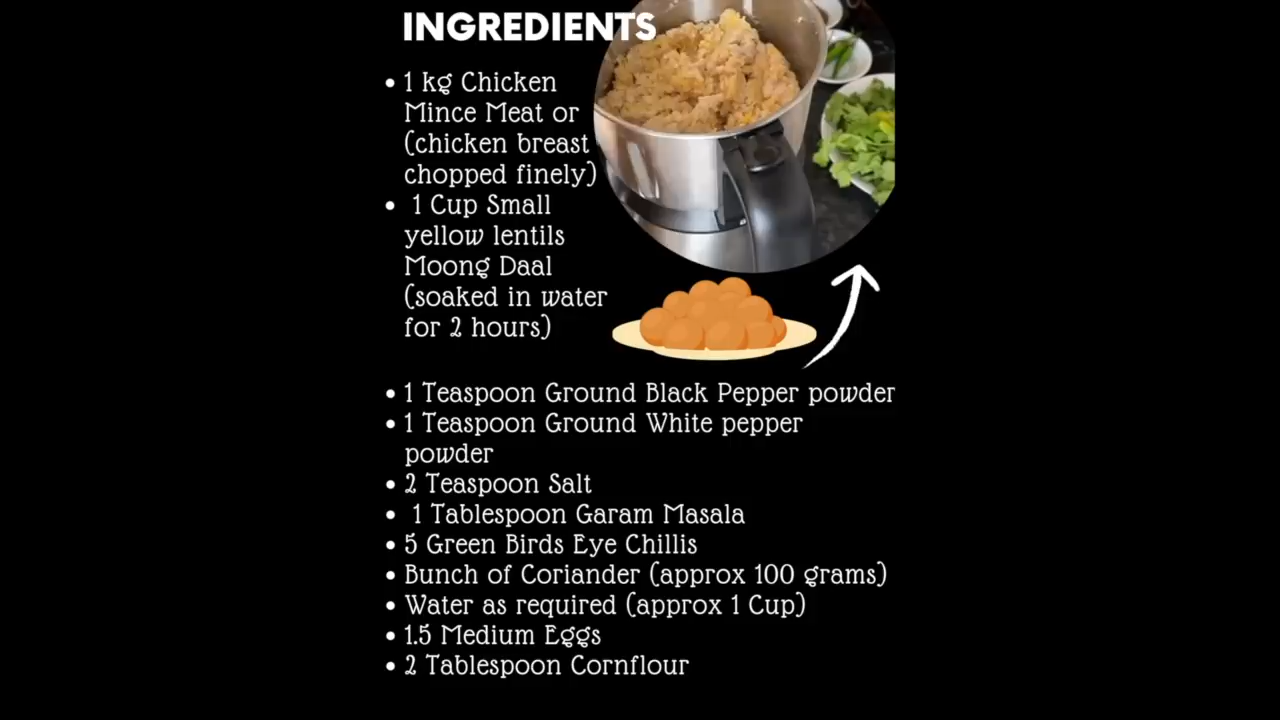 INGREDIENTS
• 1 kg Chicken
Mince Meat or
(chicken breast
chopped finely)
• 1 Cup Small
yellow lentils
Moong Daal
(soaked in water
for 2 hours)
• 1 Teaspoon Ground Black Pepper powder
• 1 Teaspoon Ground White pepper
powder
• 2 Teaspoon Salt
• 1 Tablespoon Garam Masala
• 5 Green Birds Eye Chillis
• Bunch of Coriander (approx 100 grams)
• Water as required (approx 1 Cup)
• 1.5 Medium Eggs
• 2 Tablespoon Cornflour